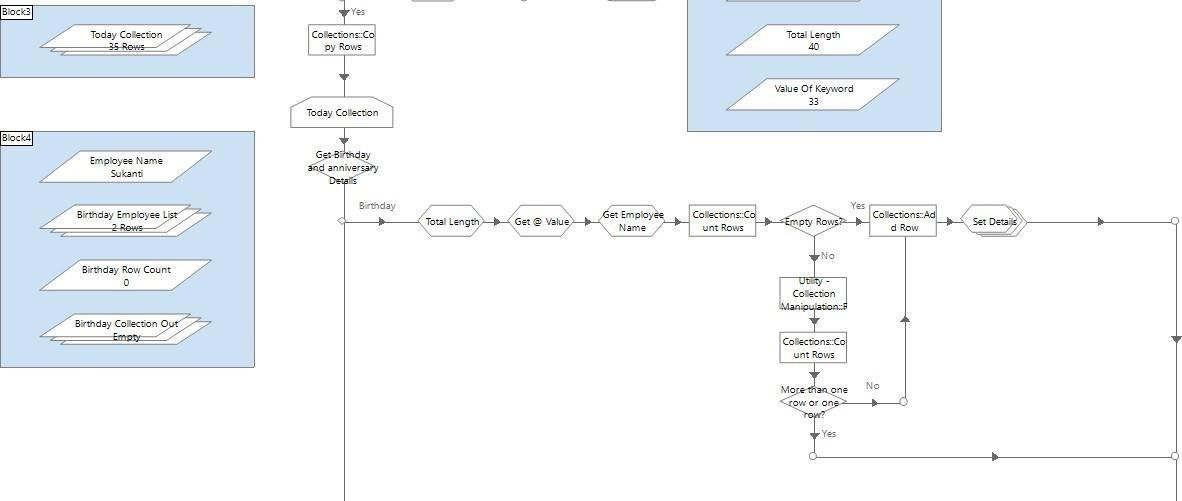 Block3
Today Collection
35 Rows
Yes
Collections::Co
py Rows
Total Length
40
Value Of Keyword
33
Today Collection
Block4
Employee Name
Sukanti
Birthday Employee List
2 Rows
Birthday Row Count
0
Birthday Collection Out
Empty
Get Birthday
and anniversary
Details
Birthday
Total Length
Get @ Value
Get Employee
Name
Collections::Co
unt Rows
Empty Rows?
Yes
Collections::Ad
d Row
Set Details
No
Utility -
Collection
Manipulation::F
Collections::Co
unt Rows
More than one
row or one
row?
No
Yes